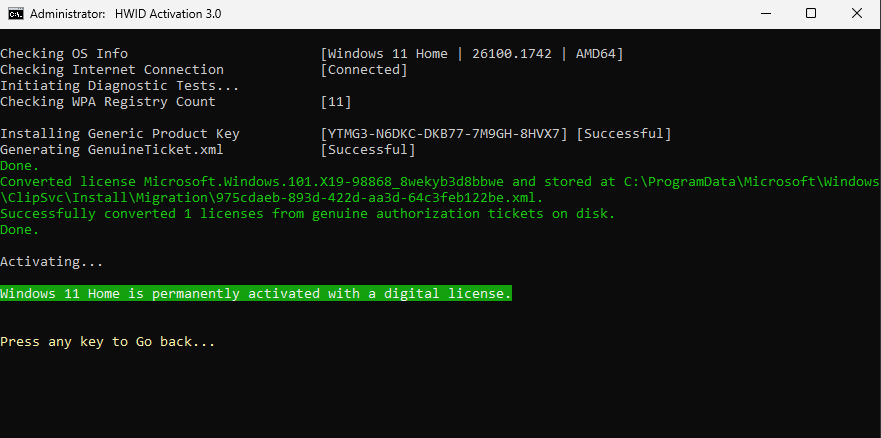 Administrator:  HWID Activation 3.0
Checking OS Info                        [Windows 11 Home | 26100.1742 | AMD64]
Checking Internet Connection            [Connected]
Initiating Diagnostic Tests...
Checking WPA Registry Count             [11]
Installing Generic Product Key          [YTMG3-N6DKC-DKB77-7M9GH-8HVX7] [Successful]
Generating GenuineTicket.xml            [Successful]
Done.
Converted license Microsoft.Windows.101.X19-98868_8wekyb3d8bbwe and stored at C:\ProgramData\Microsoft\Windows
\ClipSvc\Install\Migration\975cdaeb-893d-422d-aa3d-64c3feb122be.xml.
Successfully converted 1 licenses from genuine authorization tickets on disk.
Done.
Activating...
Windows 11 Home is permanently activated with a digital license.
Press any key to Go back...